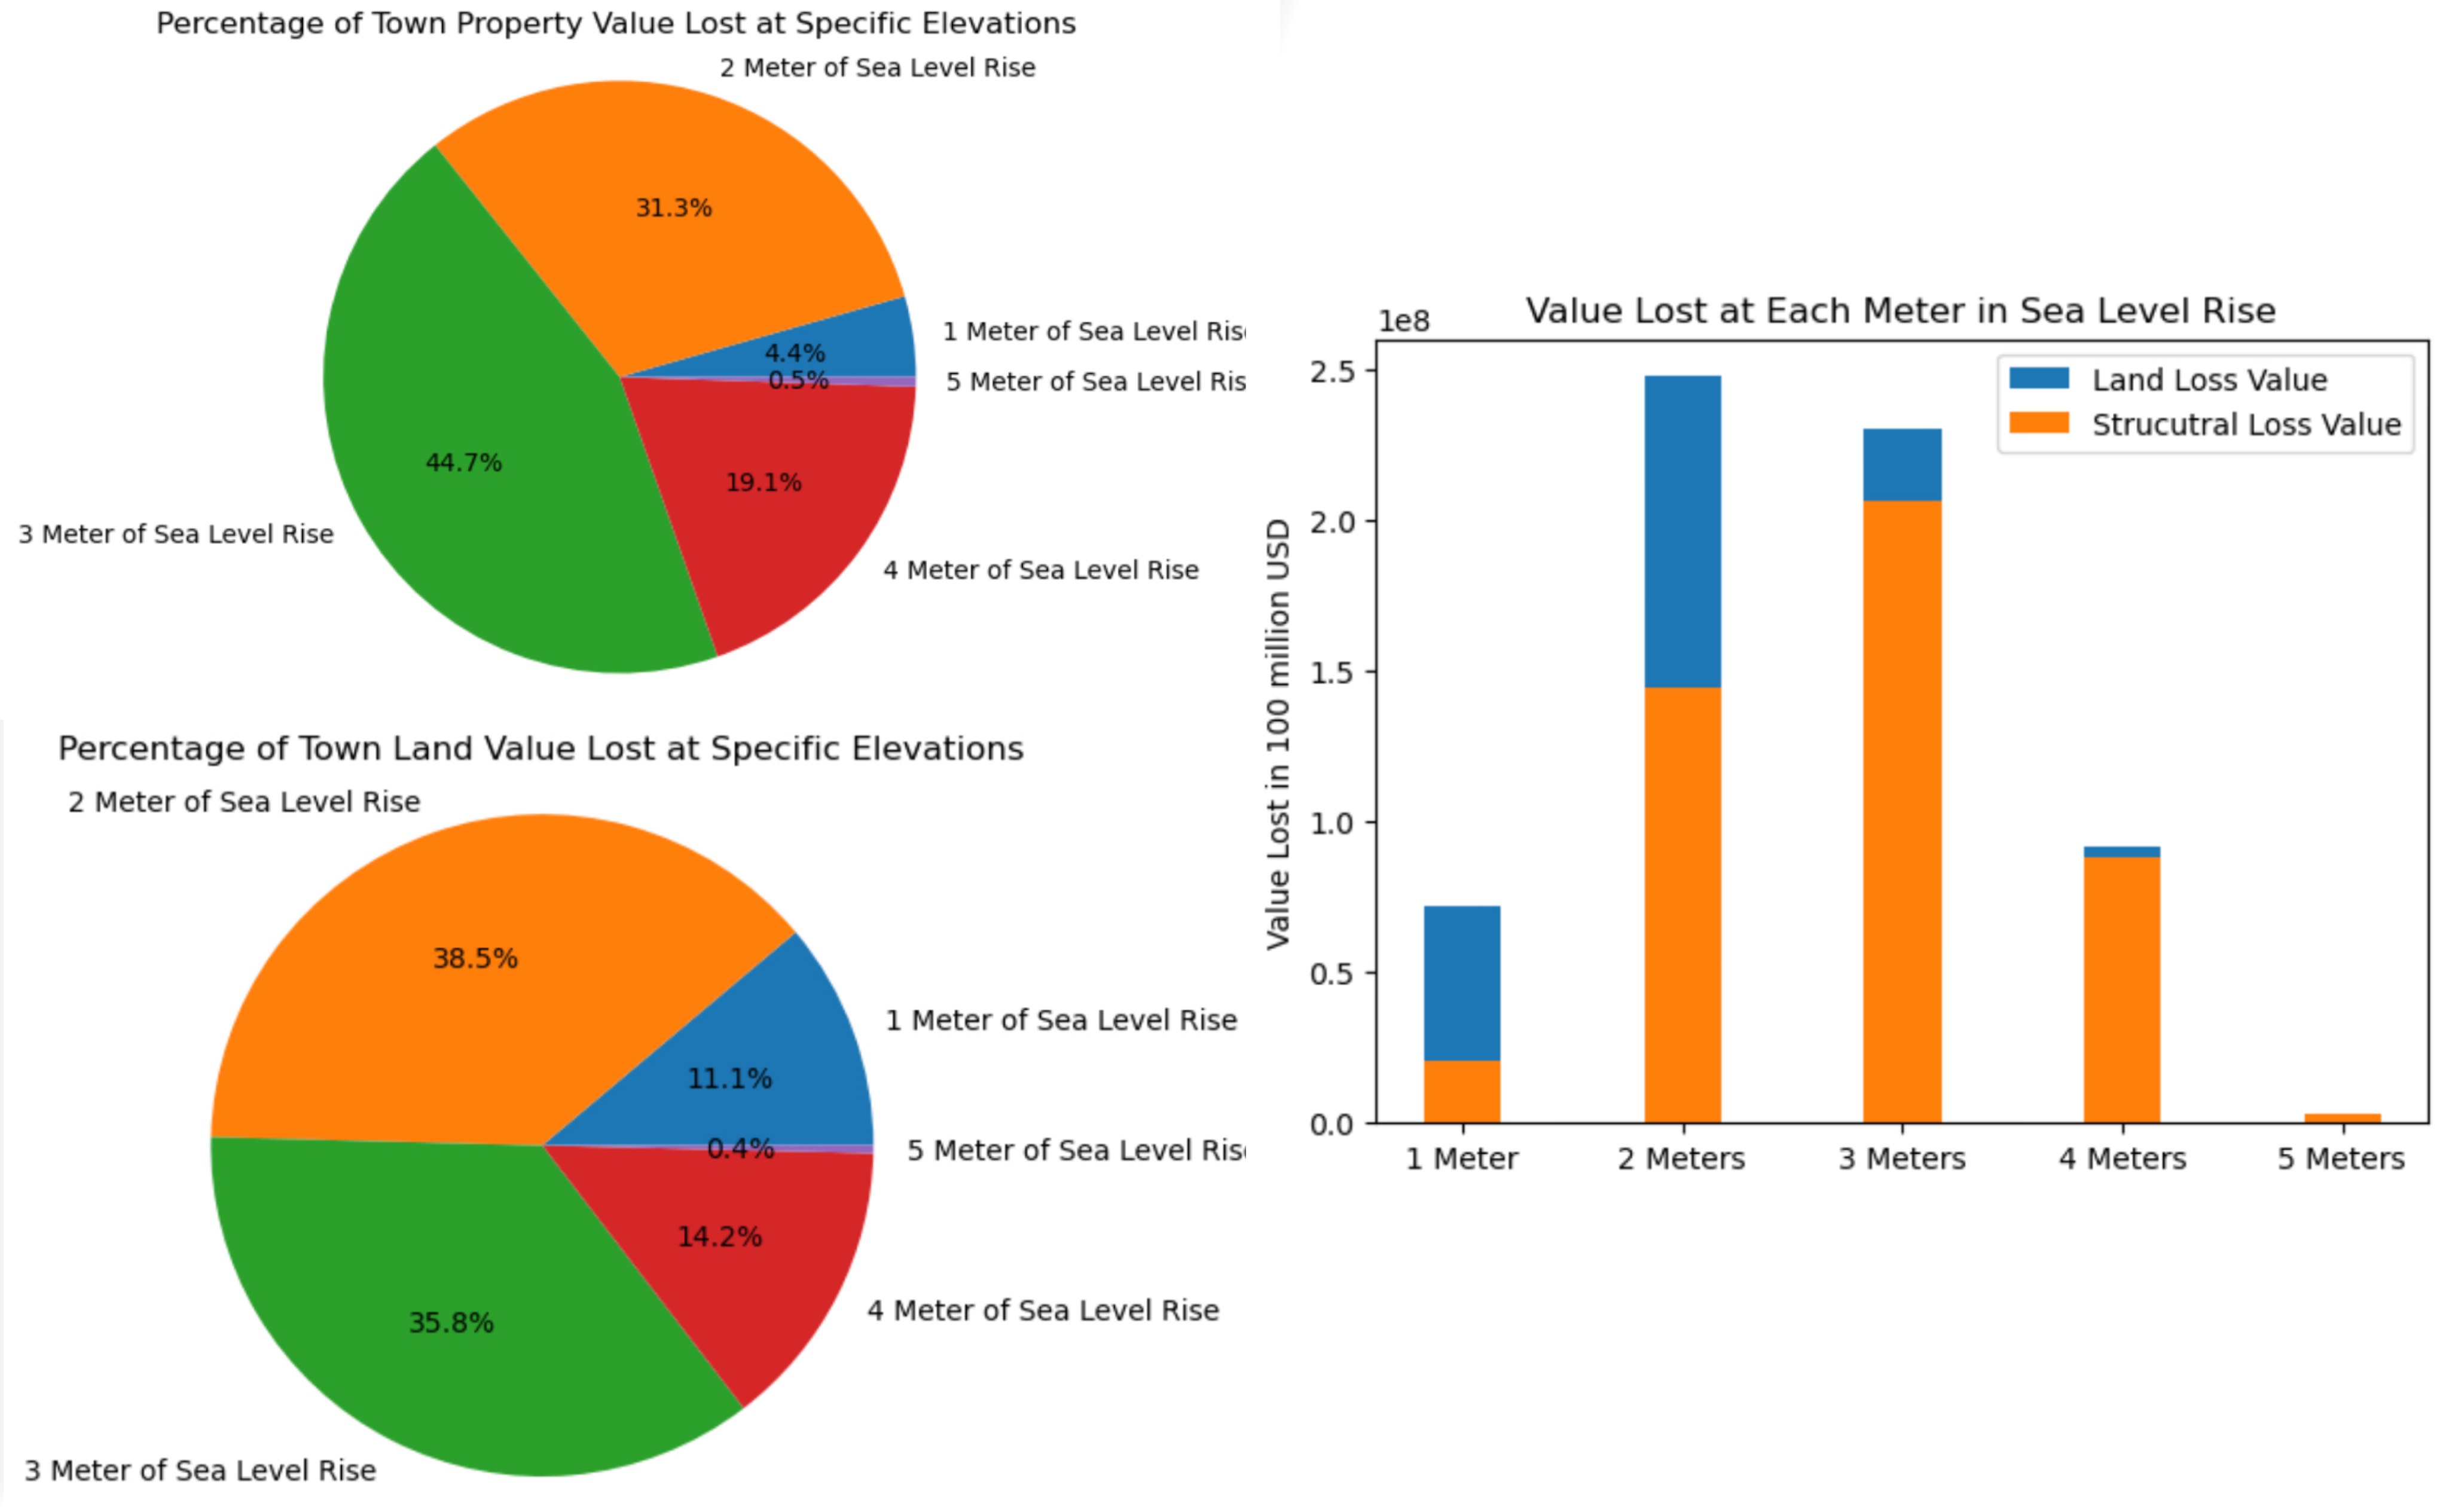 Percentage of Town Property Value Lost at Specific Elevations
2 Meter of Sea Level Rise
31.3%
1 Meter of Sea Level Ris
4.4%
0.5%
5 Meter of Sea Level Ris
44.7%
19.1%
3 Meter of Sea Level Rise
4 Meter of Sea Level Rise
Percentage of Town Land Value Lost at Specific Elevations
2 Meter of Sea Level Rise
38.5%
1 Meter of Sea Level Rise
11.1%
0.4%
5 Meter of Sea Level Ris
14.2%
4 Meter of Sea Level Rise
35.8%
3 Meter of Sea Level Rise
Value Lost at Each Meter in Sea Level Rise
1e8
Land Loss Value
Strucutral Loss Value
Value Lost in 100 million USD
2.5
2.0
1.5
1.0
0.5
0.0
1 Meter
2 Meters
3 Meters
4 Meters
5 Meters